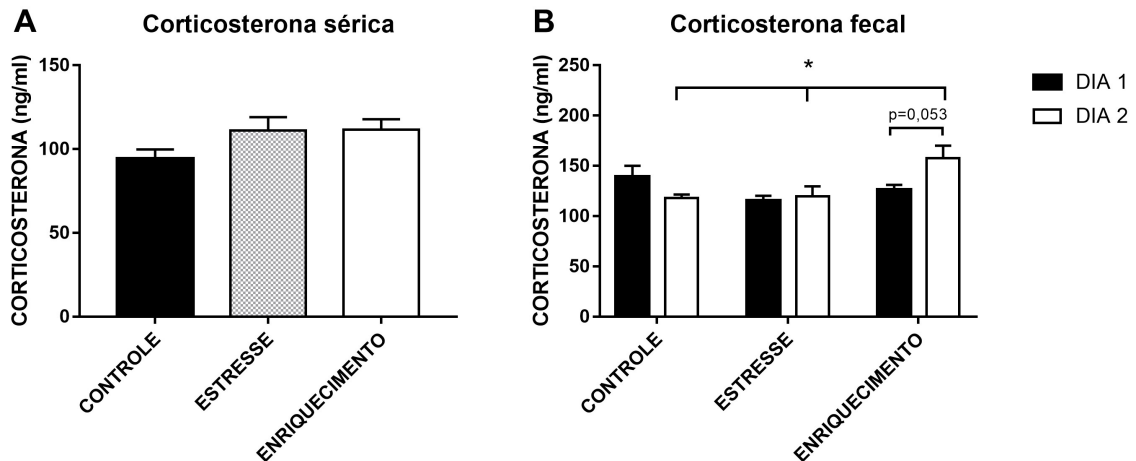 A
Corticosterona sérica
CORTICOSTERONA (ng/ml)
150
100
50
0
CONTROLE
ESTRESSE
ENRIQUECIMENTO
B
Corticosterona fecal
CORTICOSTERONA (ng/ml)
250
200
150
100
50
0
*
p=0,053
CONTROLE
ESTRESSE
ENRIQUECIMENTO
DIA 1
DIA 2